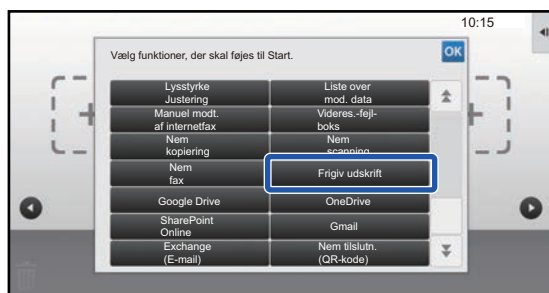 10:15
Vælg funktioner, der skal føjes til Start.
OK
Lysstyrke
Justering
Liste over
mod. data
Manuel modt.
af internetfax
Videres.-fejl-
boks
Nem
kopiering
Nem
scanning
Nem
fax
Frigiv udskrift
Google Drive
OneDrive
SharePoint
Online
Gmail
Exchange
(E-mail)
Nem tilslutn.
(QR-kode)